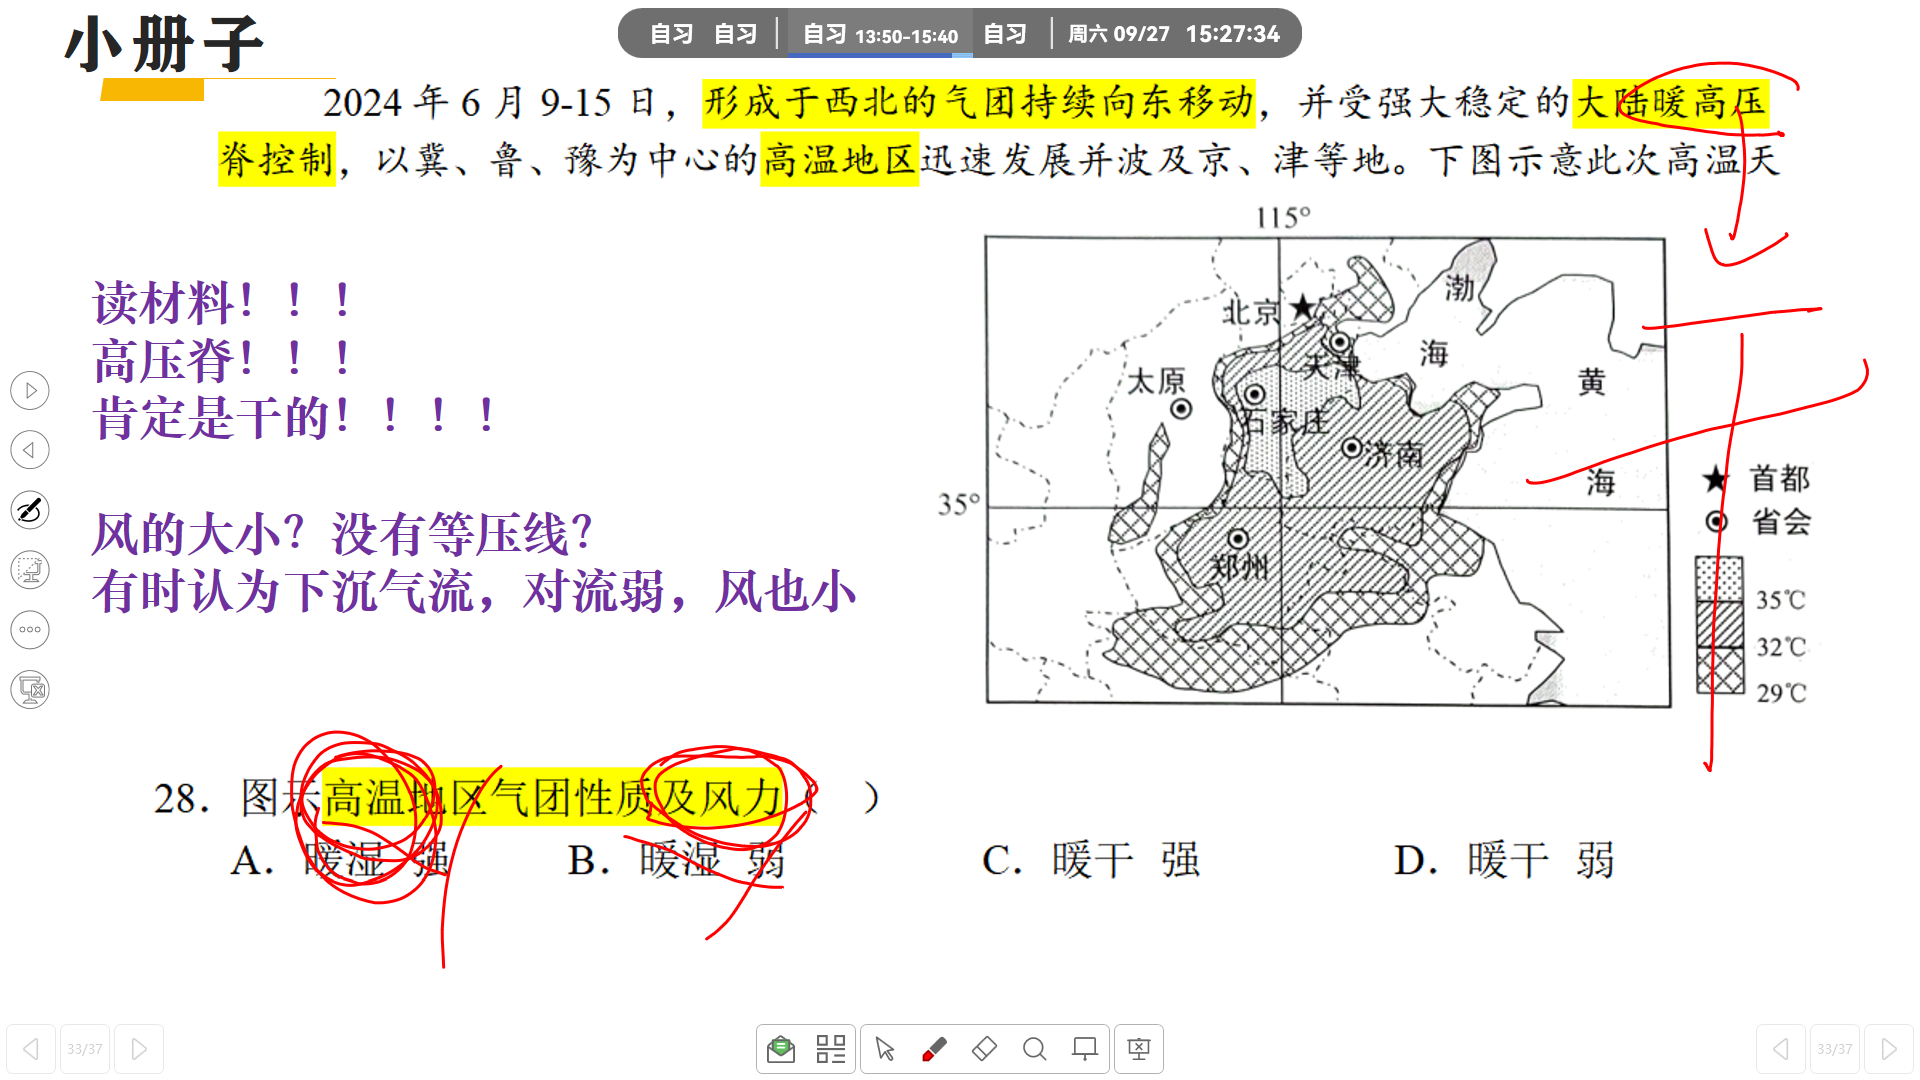 小册子
自习 自习 自习 13:50-15:40 自习 周六 09/27 15:27:34
2024 年 6 月 9-15 日，形成于西北的气团持续向东移动，并受强大稳定的大陆暖高压
脊控制，以冀、鲁、豫为中心的高温地区迅速发展并波及京、津等地。下图示意此次高温天
115°
读材料！！！
高压脊！！！
肯定是干的！！！！
北京
渤
海
天津
太原
黄
石家庄
济南
海
35°
首都
省会
郑州
35℃
32℃
29℃
风的大小？没有等压线？
有时认为下沉气流，对流弱，风也小
28．图示高温地区气团性质及风力（ ）
A．暖湿 强 B．暖湿 弱 C．暖干 强 D．暖干 弱
33/37
33/37